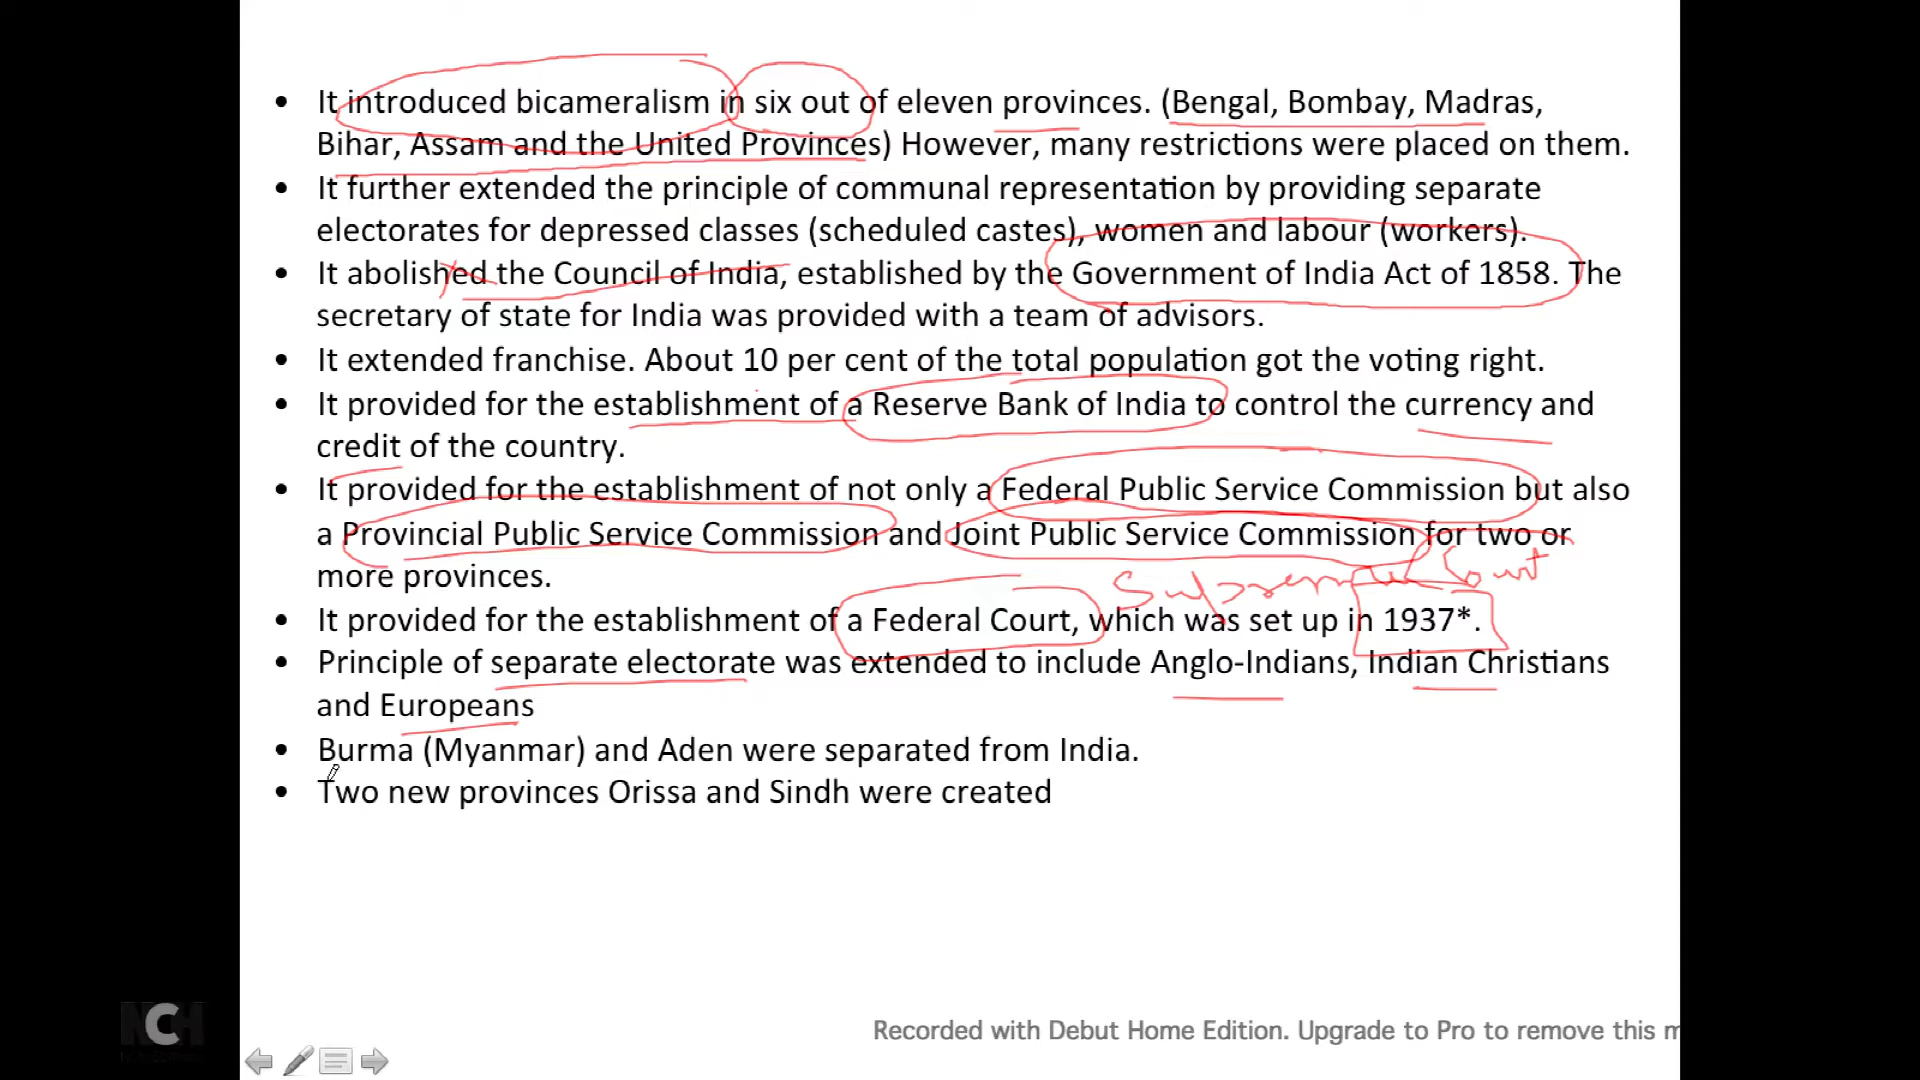 • It introduced bicameralism in six out of eleven provinces. (Bengal, Bombay, Madras,
Bihar, Assam and the United Provinces) However, many restrictions were placed on them.
• It further extended the principle of communal representation by providing separate
electorates for depressed classes (scheduled castes), women and labour (workers).
• It abolished the Council of India, established by the Government of India Act of 1858. The
secretary of state for India was provided with a team of advisors.
• It extended franchise. About 10 per cent of the total population got the voting right.
• It provided for the establishment of a Reserve Bank of India to control the currency and
credit of the country.
• It provided for the establishment of not only a Federal Public Service Commission but also
a Provincial Public Service Commission and Joint Public Service Commission for two or
more provinces.
Supreme Court
• It provided for the establishment of a Federal Court, which was set up in 1937*.
• Principle of separate electorate was extended to include Anglo-Indians, Indian Christians
and Europeans
• Burma (Myanmar) and Aden were separated from India.
• Two new provinces Orissa and Sindh were created
NCH
Recorded with Debut Home Edition. Upgrade to Pro to remove this m